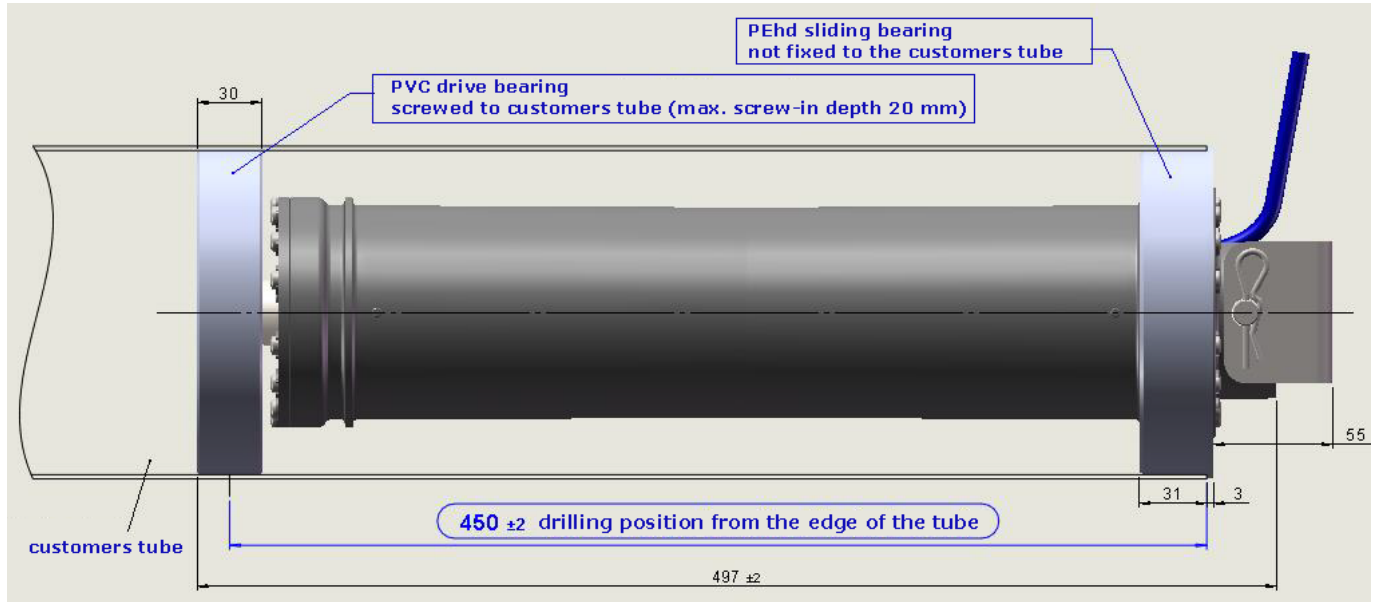 PEhd sliding bearing
not fixed to the customers tube
PVC drive bearing
screwed to customers tube (max. screw-in depth 20 mm)
30
55
31
3
450 ±2 drilling position from the edge of the tube
customers tube
497 ±2